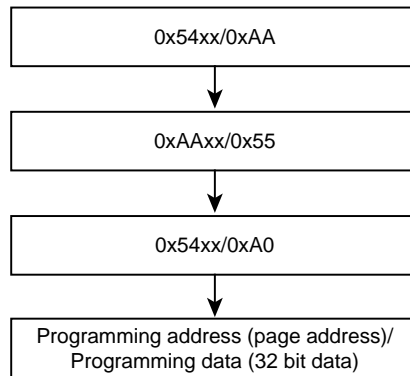 0x54xx/0xAA
0xAAxx/0x55
0x54xx/0xA0
Programming address (page address)/
Programming data (32 bit data)